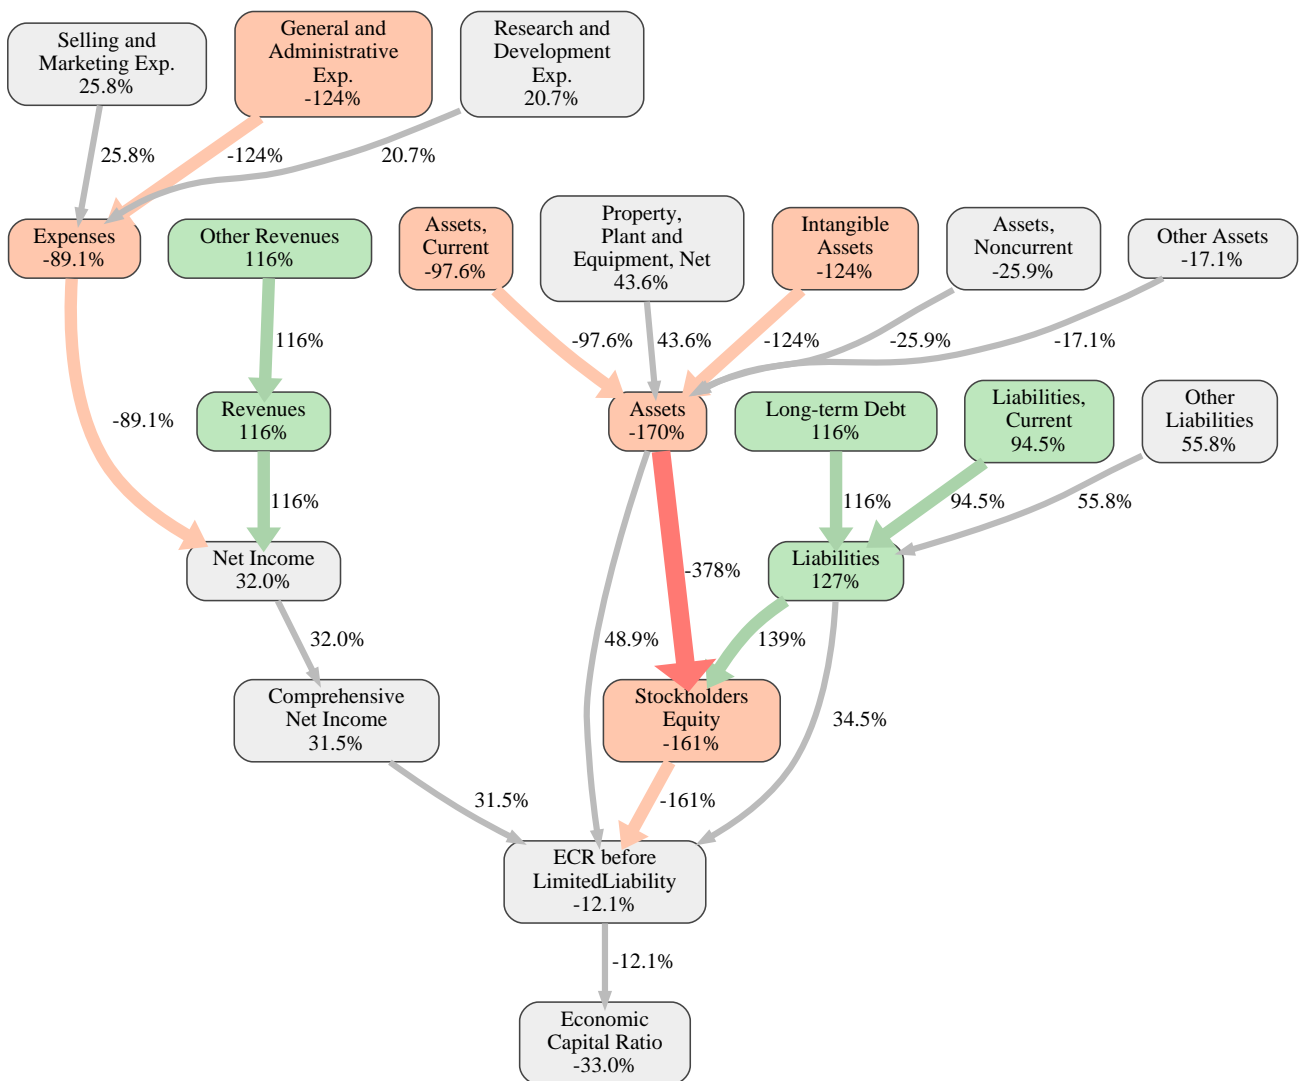 Selling and
Marketing Exp.
25.8%
General and
Administrative
Exp.
-124%
Research and
Development
Exp.
20.7%
25.8%
-124%
20.7%
Expenses
-89.1%
Other Revenues
116%
Assets,
Current
-97.6%
Property,
Plant and
Equipment, Net
43.6%
Intangible
Assets
-124%
Assets,
Noncurrent
-25.9%
Other Assets
-17.1%
116%
-97.6%
43.6%
-124%
-25.9%
-17.1%
-89.1%
Revenues
116%
Assets
-170%
Long-term Debt
116%
Liabilities,
Current
94.5%
Other
Liabilities
55.8%
116%
116%
94.5%
55.8%
Net Income
32.0%
-378%
Liabilities
127%
32.0%
48.9%
139%
34.5%
Comprehensive
Net Income
31.5%
Stockholders
Equity
-161%
31.5%
-161%
ECR before
LimitedLiability
-12.1%
-12.1%
Economic
Capital Ratio
-33.0%